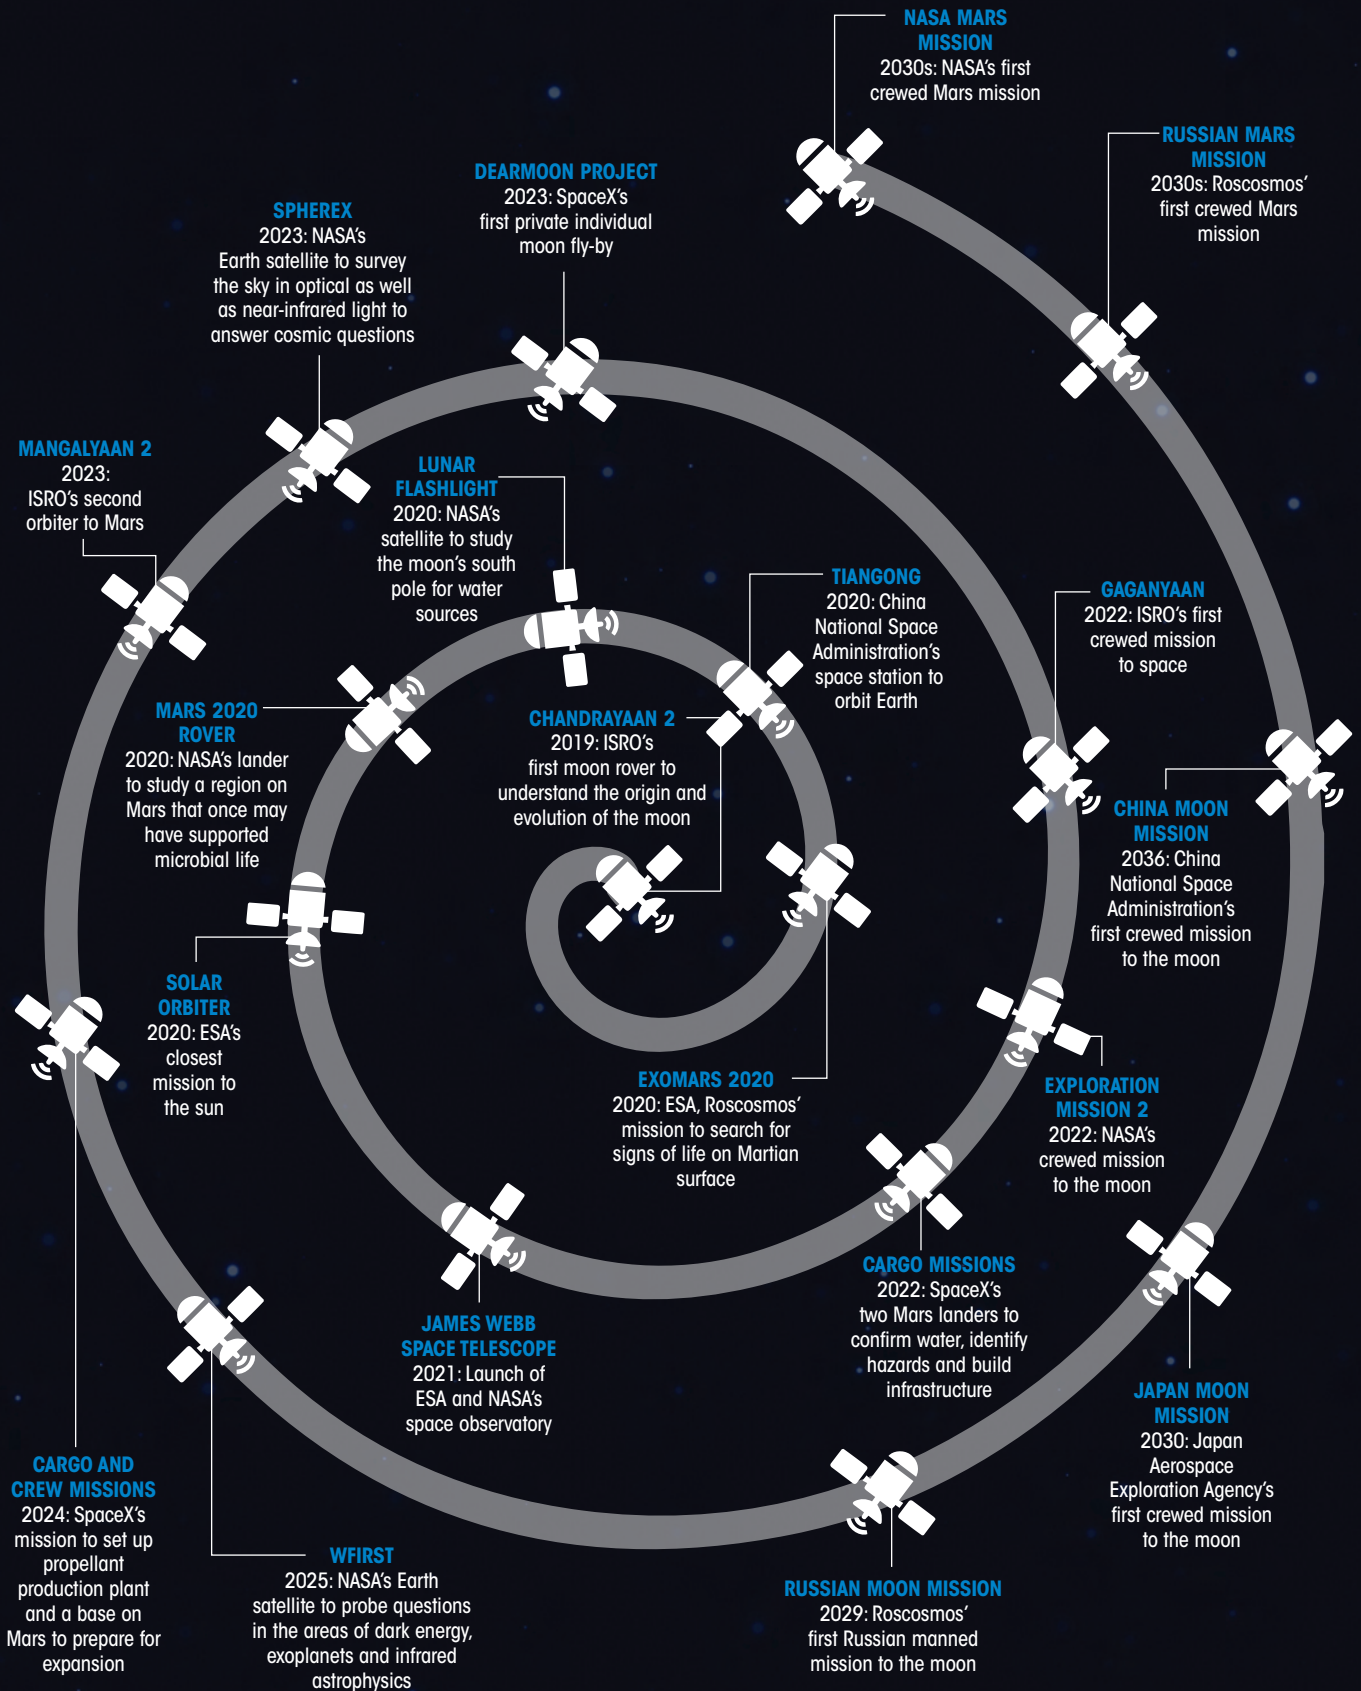 NASA MARS
MISSION
2030s: NASA's first
crewed Mars mission
RUSSIAN MARS
MISSION
2030s: Roscosmos'
first crewed Mars
mission
DEARMOON PROJECT
2023: SpaceX's
first private individual
moon fly-by
SPHEREX
2023: NASA's
Earth satellite to survey
the sky in optical as well
as near-infrared light to
answer cosmic questions
MANGALYAAN 2
2023:
ISRO's second
orbiter to Mars
LUNAR
FLASHLIGHT
2020: NASA's
satellite to study
the moon's south
pole for water
sources
TIANGONG
2020: China
National Space
Administration's
space station to
orbit Earth
GAGANYAAN
2022: ISRO's first
crewed mission
to space
MARS 2020
ROVER
2020: NASA's lander
to study a region on
Mars that once may
have supported
microbial life
CHANDRAYAAN 2
2019: ISRO's
first moon rover to
understand the origin and
evolution of the moon
CHINA MOON
MISSION
2036: China
National Space
Administration's
first crewed mission
to the moon
SOLAR
ORBITER
2020: ESA's
closest
mission to
the sun
EXOMARS 2020
2020: ESA, Roscosmos'
mission to search for
signs of life on Martian
surface
EXPLORATION
MISSION 2
2022: NASA's
crewed mission
to the moon
CARGO MISSIONS
2022: SpaceX's
two Mars landers to
confirm water, identify
hazards and build
infrastructure
JAMES WEBB
SPACE TELESCOPE
2021: Launch of
ESA and NASA's
space observatory
JAPAN MOON
MISSION
2030: Japan
Aerospace
Exploration Agency's
first crewed mission
to the moon
CARGO AND
CREW MISSIONS
2024: SpaceX's
mission to set up
propellant
production plant
and a base on
Mars to prepare for
expansion
WFIRST
2025: NASA's Earth
satellite to probe questions
in the areas of dark energy,
exoplanets and infrared
astrophysics
RUSSIAN MOON MISSION
2029: Roscosmos'
first Russian manned
mission to the moon